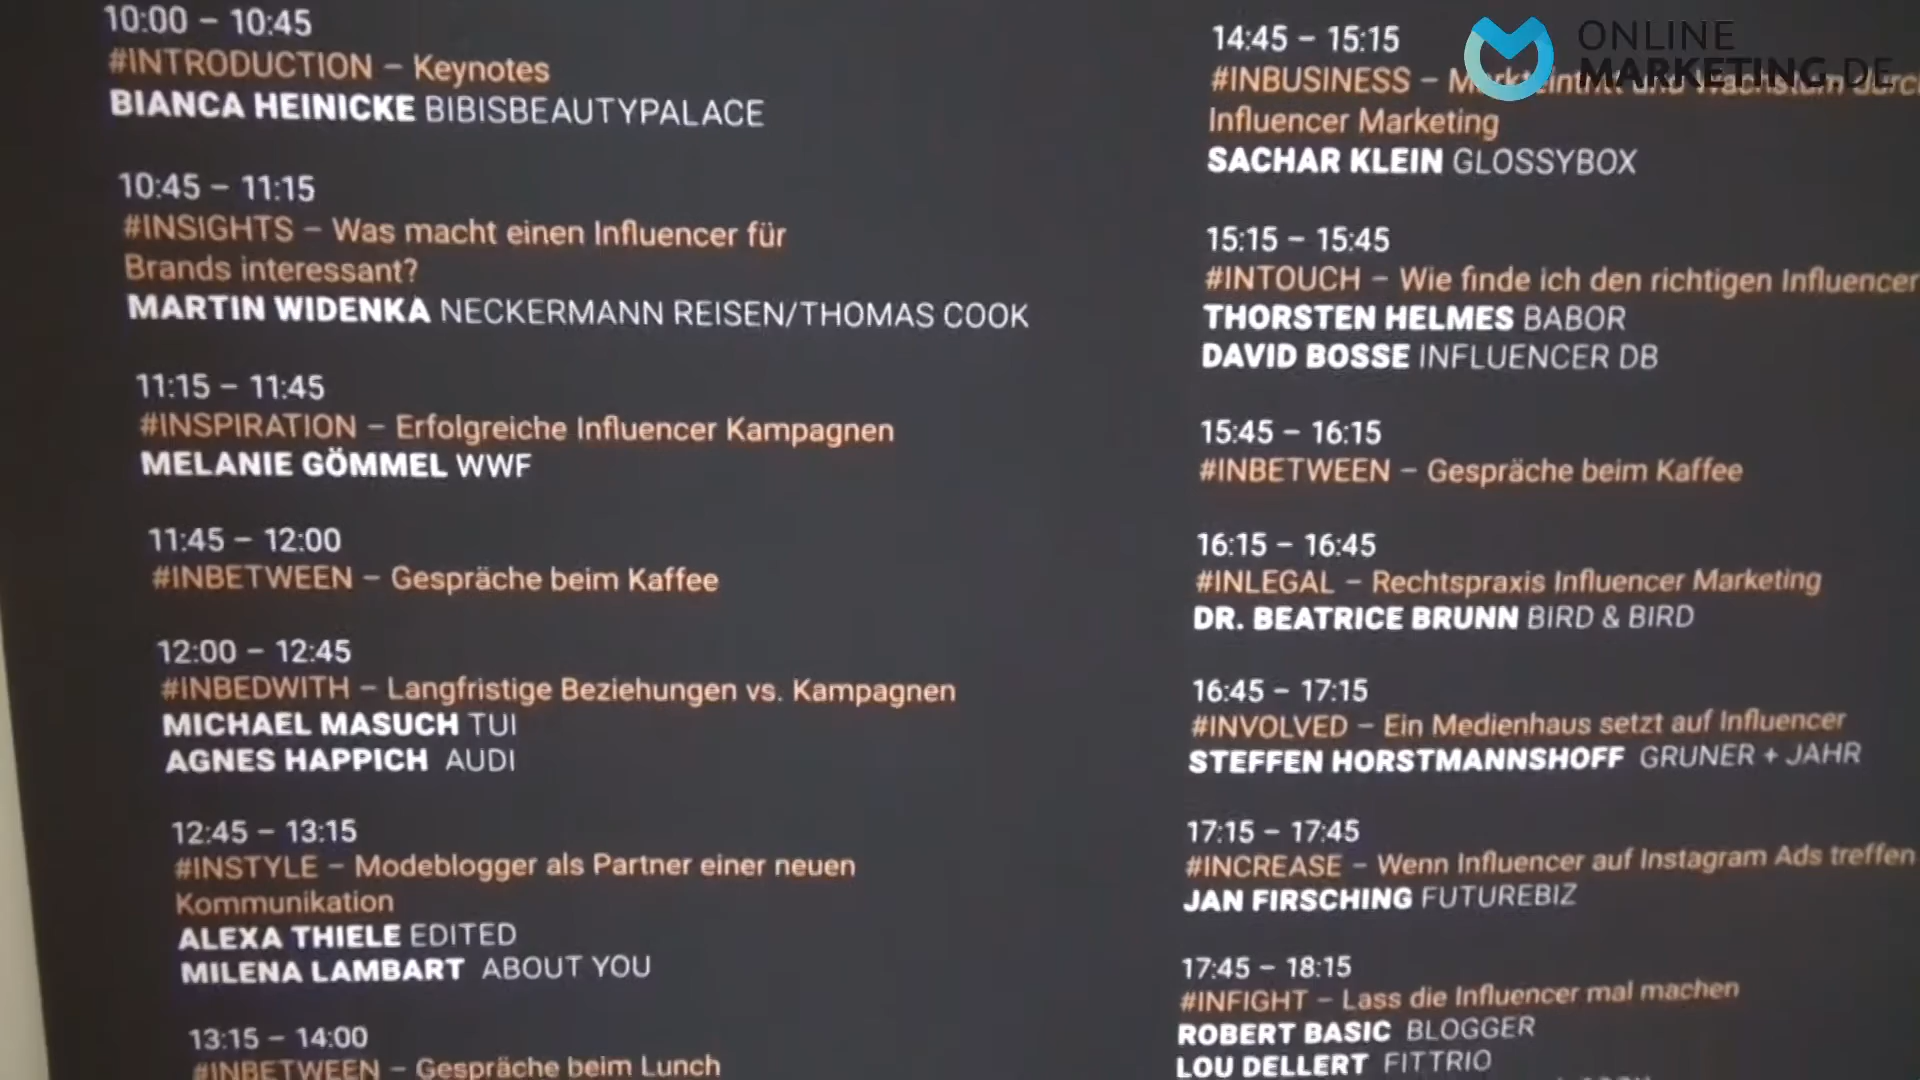 10:00 – 10:45
#INTRODUCTION – Keynotes
BIANCA HEINICKE BIBISBEAUTYPALACE
10:45 – 11:15
#INSIGHTS – Was macht einen Influencer für
Brands interessant?
MARTIN WIDENKA NECKERMANN REISEN/THOMAS COOK
11:15 – 11:45
#INSPIRATION – Erfolgreiche Influencer Kampagnen
MELANIE GÖMMEL WWF
11:45 – 12:00
#INBETWEEN – Gespräche beim Kaffee
12:00 – 12:45
#INBEDWITH – Langfristige Beziehungen vs. Kampagnen
MICHAEL MASUCH TUI
AGNES HAPPICH AUDI
12:45 – 13:15
#INSTYLE – Modeblogger als Partner einer neuen
Kommunikation
ALEXA THIELE EDITED
MILENA LAMBART ABOUT YOU
13:15 – 14:00
#INBETWEEN – Gespräche beim Lunch
14:45 – 15:15
#INBUSINESS – Markteintritt und Wachstum
Influencer Marketing
SACHAR KLEIN GLOSSYBOX
15:15 – 15:45
#INTOUCH – Wie finde ich den richtigen Influencer
THORSTEN HELMES BABOR
DAVID BOSSE INFLUENCER DB
15:45 – 16:15
#INBETWEEN – Gespräche beim Kaffee
16:15 – 16:45
#INLEGAL – Rechtspraxis Influencer Marketing
DR. BEATRICE BRUNN BIRD & BIRD
16:45 – 17:15
#INVOLVED – Ein Medienhaus setzt auf Influencer
STEFFEN HORSTMANNSHOFF GRUNER + JAHR
17:15 – 17:45
#INCREASE – Wenn Influencer auf Instagram Ads treffen
JAN FIRSCHING FUTUREBIZ
17:45 – 18:15
#INFIGHT – Lass die Influencer mal machen
ROBERT BASIC BLOGGER
LOU DELLERT FITTRIO
ONLINE
MARKETING.DE